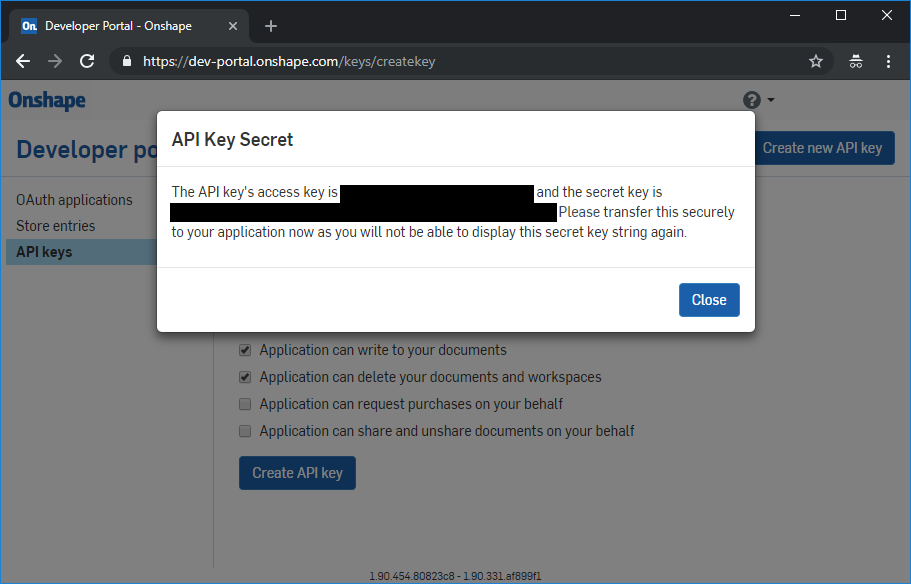 On. Developer Portal - Onshape
https://dev-portal.onshape.com/keys/createkey
Onshape
Developer po
Create new API key
OAuth applications
Store entries
API keys
API Key Secret
The API key's access key is and the secret key is
Please transfer this securely
to your application now as you will not be able to display this secret key string again.
Close
Application can write to your documents
Application can delete your documents and workspaces
Application can request purchases on your behalf
Application can share and unshare documents on your behalf
Create API key
1.90.454.80823c8 - 1.90.331.af899f1